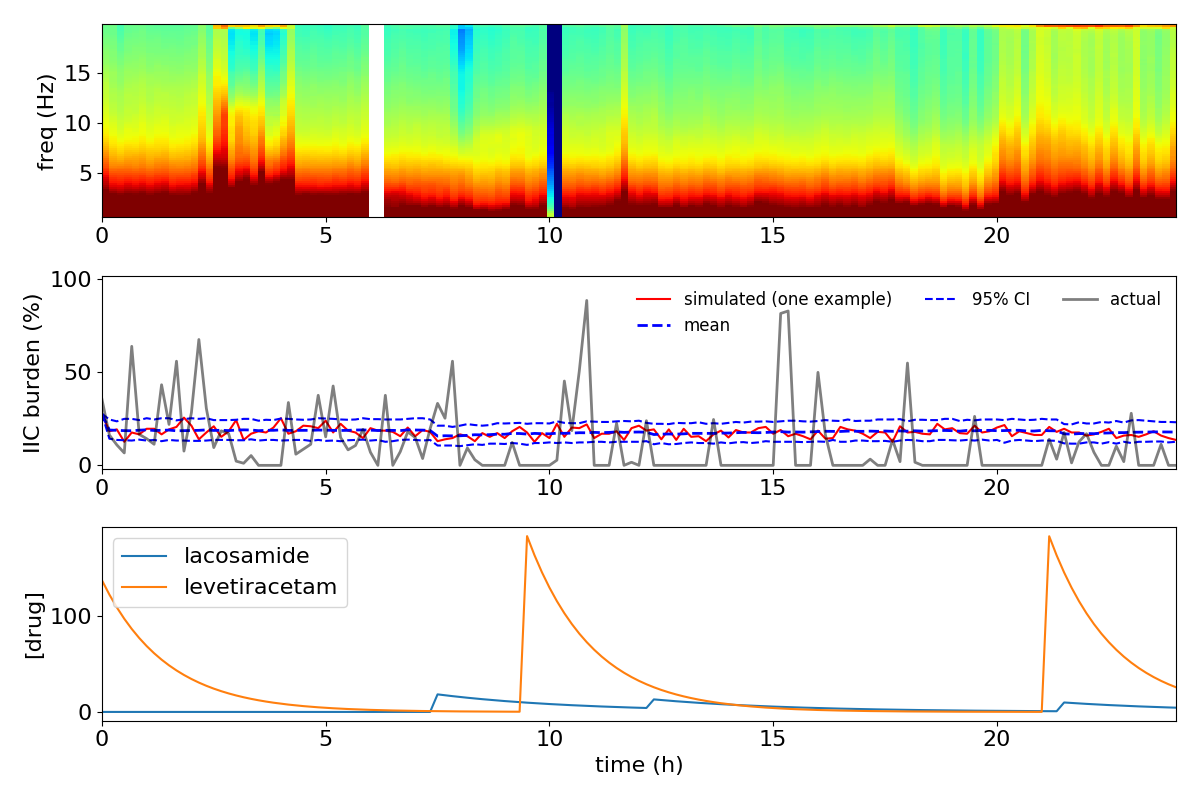 freq (Hz)
15
10
5
0 5 10 15 20
IIC burden (%)
100
50
0
simulated (one example)
mean
95% CI
actual
0 5 10 15 20
[drug]
100
0
lacosamide
levetiracetam
0 5 10 15 20
time (h)